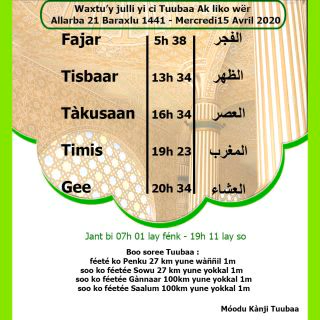 Waxtu'y julli yi ci Tuubaa Ak liko wër
Allarba 21 Baraxlu 1441 - Mercredi15 Avril 2020
Fajar 5h 38 الفجر
Tisbaar 13h 34 الظهر
Tàkusaan 16h 34 العصر
Timis 19h 23 المغرب
Gee 20h 34 العشاء
Jant bi 07h 01 lay fénk - 19h 11 lay so
Boo soree Tuubaa :
féeté ko Penku 27 km yune wàññil 1m
soo ko féetée Sowu 27 km yune yokkal 1m
soo ko féetée Gànnaar 100km yune yokkal 1m
soo ko féetée Saalum 100km yune yokkal 1m
Móodu Kànji Tuubaa